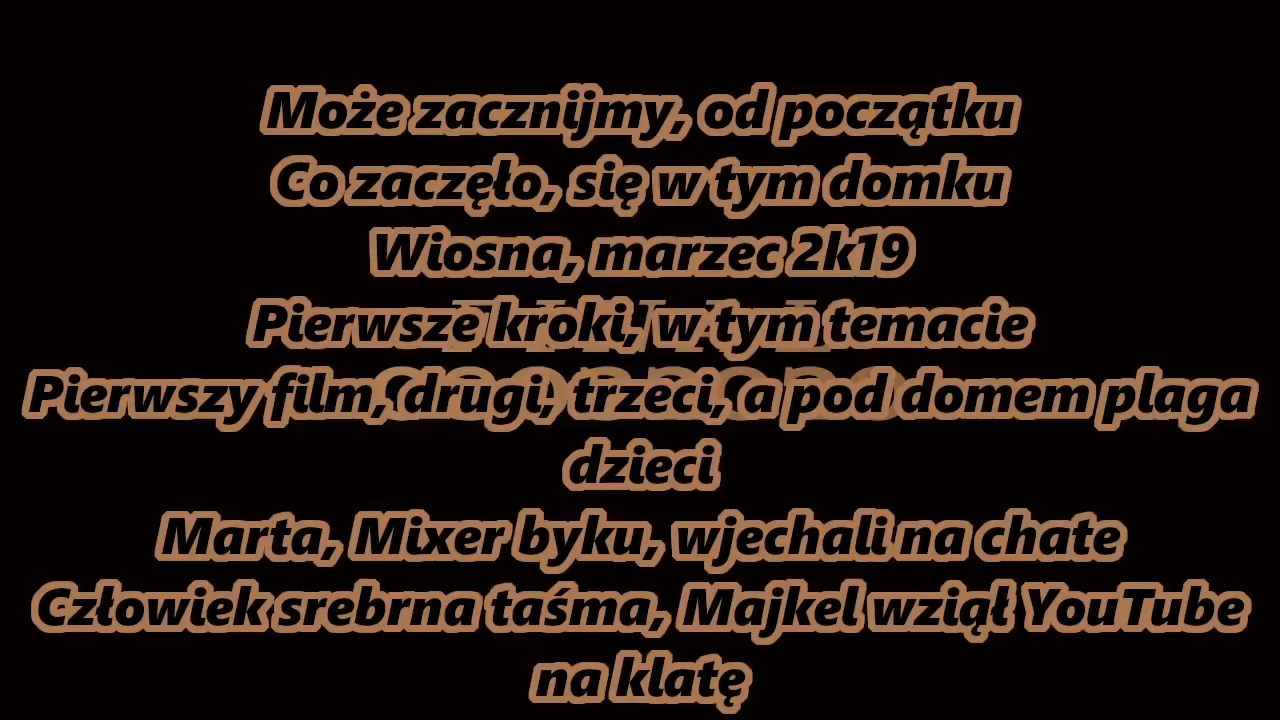 Może zacznijmy, od początku
Co zaczęło, się w tym domku
Wiosna, marzec 2k19
Pierwsze kroki, w tym temacie
Pierwszy film, drugi, trzeci, a pod domem plaga
dzieci
Marta, Mixer byku, wjechali na chate
Człowiek srebrna taśma, Majkel wziął YouTube
na klatę